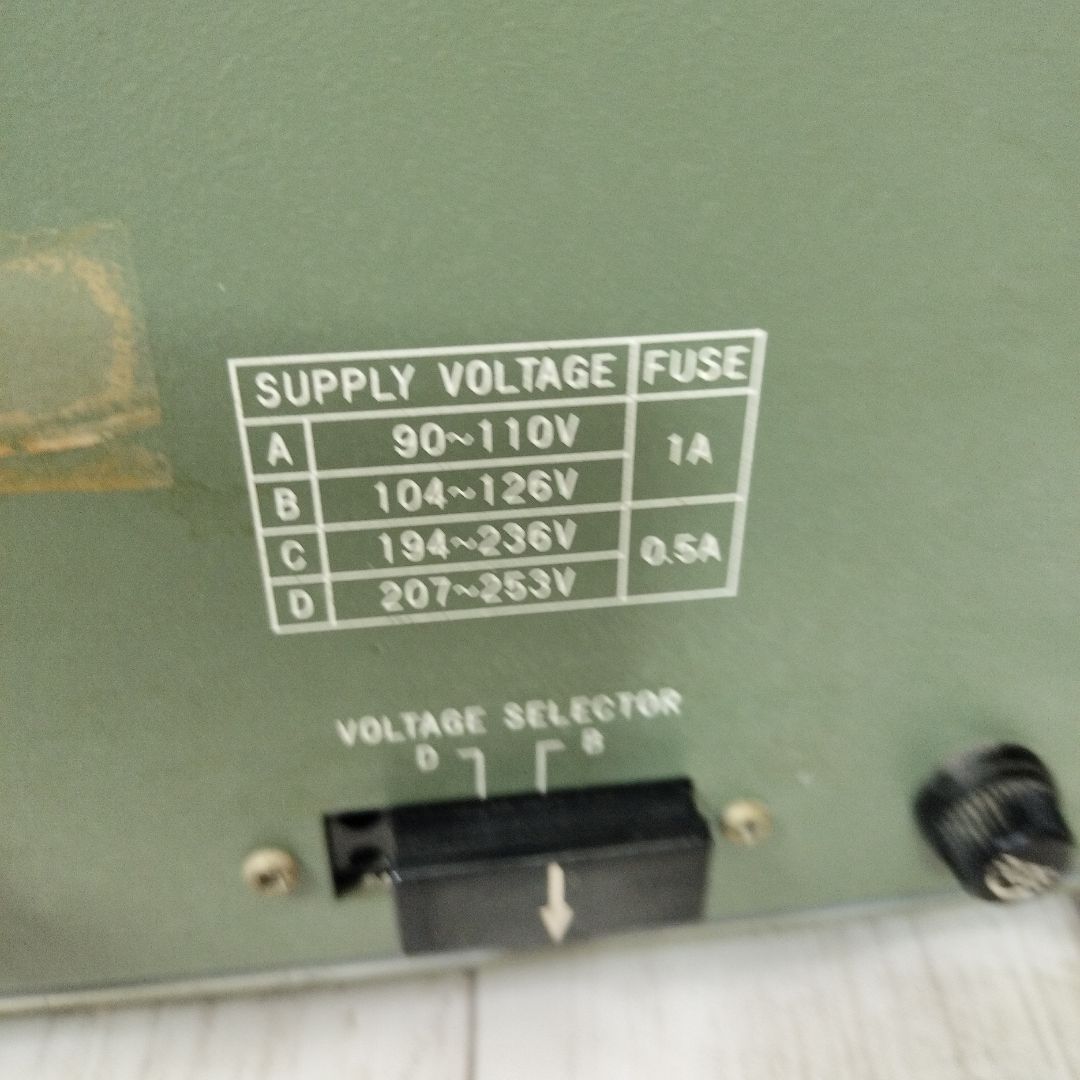 SUPPLY VOLTAGE FUSE
A 90~110V 1A
B 104~126V
C 194~236V 0.5A
D 207~253V
VOLTAGE SELECTOR
D B